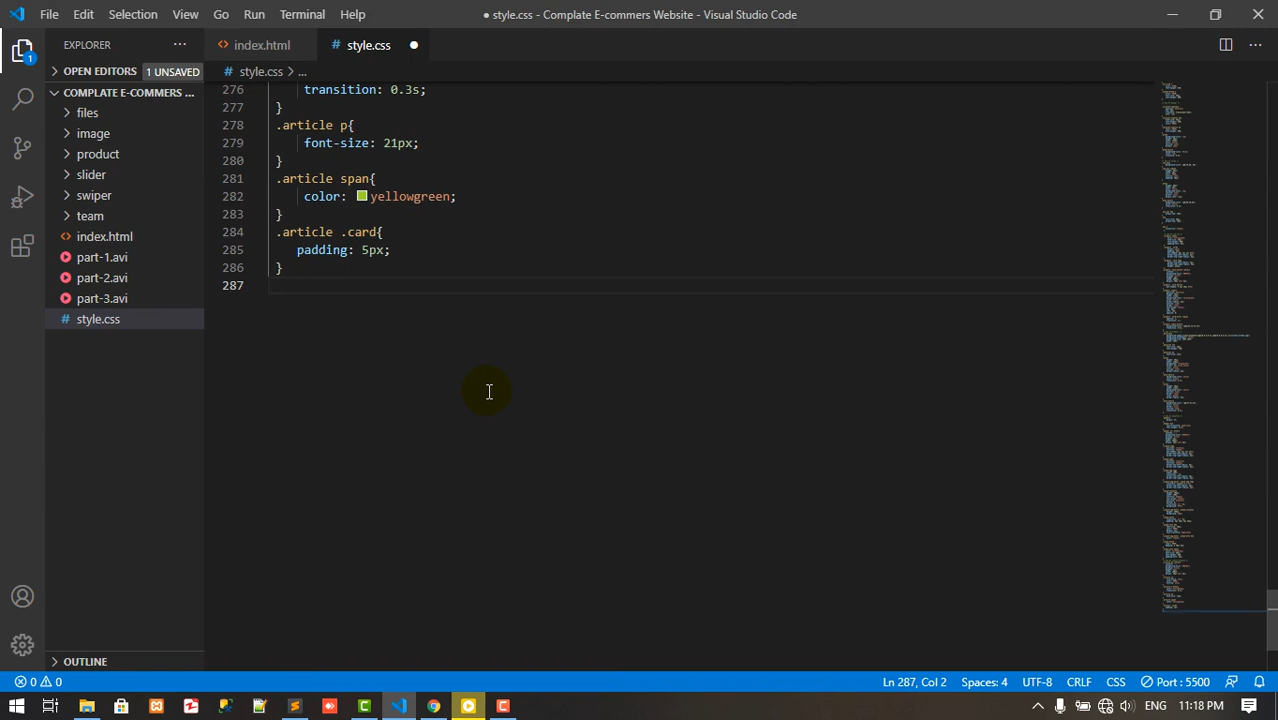 File Edit Selection View Go Run Terminal Help
● style.css - Complate E-commers Website - Visual Studio Code
EXPLORER
index.html
style.css
OPEN EDITORS 1 UNSAVED
style.css > ...
COMPLATE E-COMMERS ...
files
image
product
slider
swiper
team
index.html
part-1.avi
part-2.avi
part-3.avi
style.css
OUTLINE
1
276 transition: 0.3s;
277 }
278 .article p{
279 font-size: 21px;
280 }
281 .article span{
282 color: yellowgreen;
283 }
284 .article .card{
285 padding: 5px;
286 }
287
0 0
Ln 287, Col 2 Spaces: 4 UTF-8 CRLF CSS Port : 5500
11:18 PM